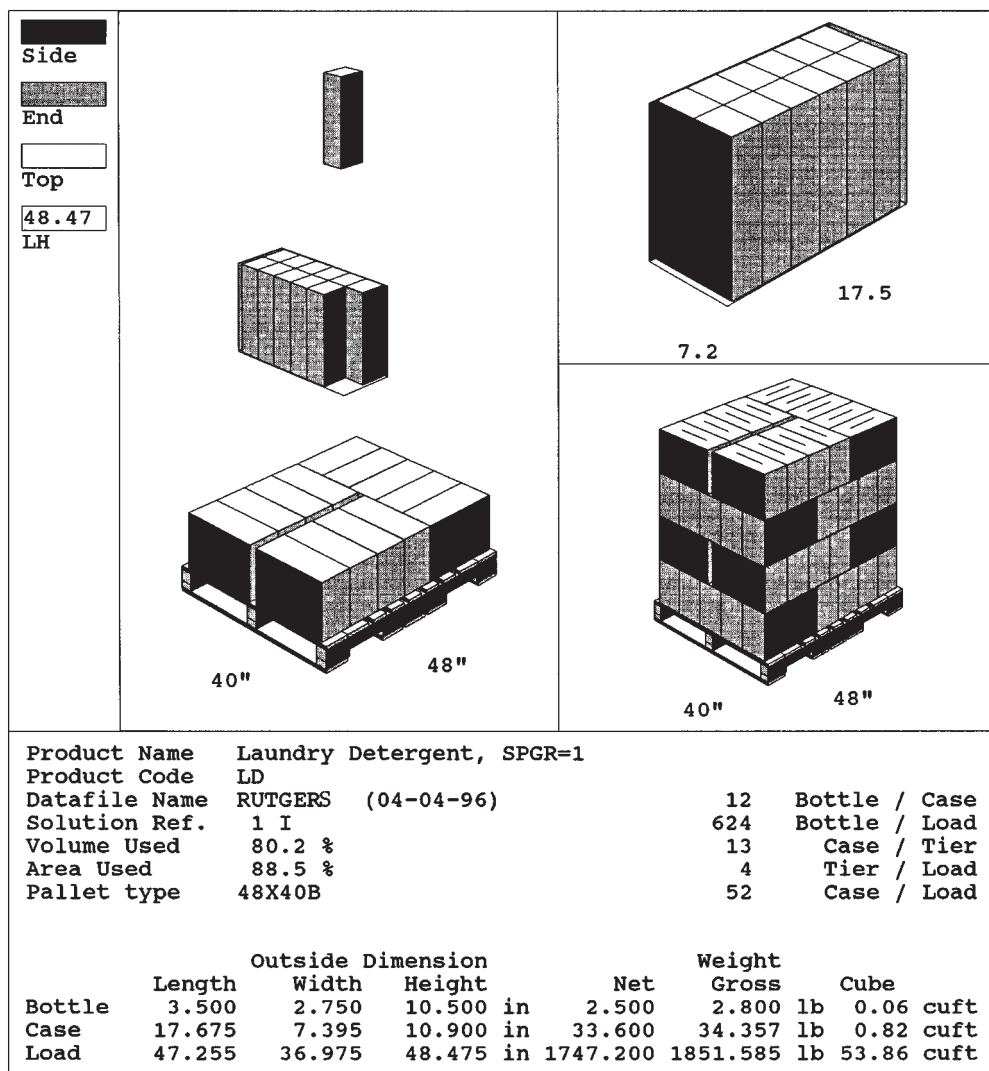 Side
End
Top
48.47
LH
17.5
7.2
40"
48"
40"
48"
Product Name Laundry Detergent, SPGR=1
Product Code LD
Datafile Name RUTGERS (04-04-96) 12 Bottle / Case
Solution Ref. 1 I 624 Bottle / Load
Volume Used 80.2 % 13 Case / Tier
Area Used 88.5 % 4 Tier / Load
Pallet type 48X40B 52 Case / Load
Outside Dimension Weight
Length Width Height Net Gross Cube
Bottle 3.500 2.750 10.500 in 2.500 2.800 lb 0.06 cuft
Case 17.675 7.395 10.900 in 33.600 34.357 lb 0.82 cuft
Load 47.255 36.975 48.475 in 1747.200 1851.585 lb 53.86 cuft